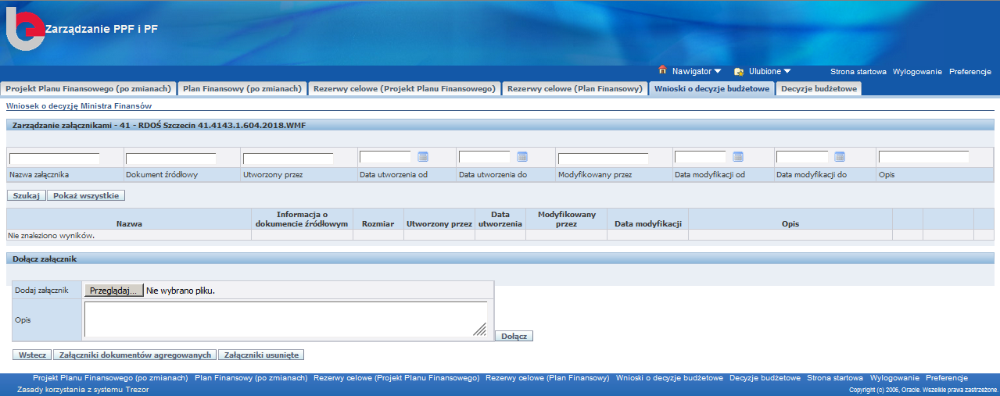 Zarządzanie PPF i PF
Nawigator Ulubione Strona startowa Wylogowanie Preferencje
Projekt Planu Finansowego (po zmianach) Plan Finansowy (po zmianach) Rezerwy celowe (Projekt Planu Finansowego) Rezerwy celowe (Plan Finansowy) Wnioski o decyzje budżetowe Decyzje budżetowe
Wniosek o decyzję Ministra Finansów
Zarządzanie załącznikami - 41 - RDOŚ Szczecin 41.4143.1.604.2018.WMF
Nazwa załącznika Dokument źródłowy Utworzony przez Data utworzenia od Data utworzenia do Modyfikowany przez Data modyfikacji od Data modyfikacji do Opis
Szukaj Pokaż wszystkie
Nazwa Informacja o dokumencie źródłowym Rozmiar Utworzony przez Data utworzenia Modyfikowany przez Data modyfikacji Opis
Nie znaleziono wyników.
Dołącz załącznik
Dodaj załącznik Przeglądaj... Nie wybrano pliku.
Opis
Dołącz
Wstecz Załączniki dokumentów agregowanych Załączniki usunięte
Projekt Planu Finansowego (po zmianach) Plan Finansowy (po zmianach) Rezerwy celowe (Projekt Planu Finansowego) Rezerwy celowe (Plan Finansowy) Wnioski o decyzje budżetowe Decyzje budżetowe Strona startowa Wylogowanie Preferencje
Zasady korzystania z systemu Trezor
Copyright (c) 2006, Oracle. Wszelkie prawa zastrzeżone.